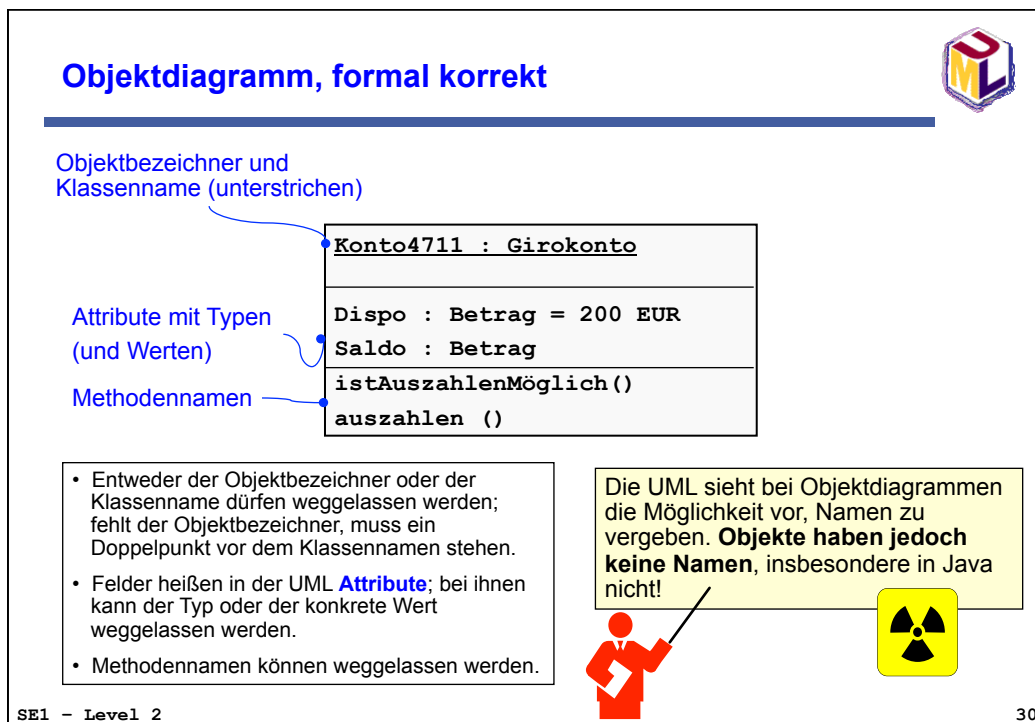 Objektdiagramm, formal korrekt
UML
Objektbezeichner und
Klassenname (unterstrichen)
Konto4711 : Girokonto
Attribute mit Typen
(und Werten)
Dispo : Betrag = 200 EUR
Saldo : Betrag
Methodennamen
istAuszahlenMöglich()
auszahlen ()
• Entweder der Objektbezeichner oder der
Klassenname dürfen weggelassen werden;
fehlt der Objektbezeichner, muss ein
Doppelpunkt vor dem Klassennamen stehen.
• Felder heißen in der UML Attribute; bei ihnen
kann der Typ oder der konkrete Wert
weggelassen werden.
• Methodennamen können weggelassen werden.
Die UML sieht bei Objektdiagrammen
die Möglichkeit vor, Namen zu
vergeben. Objekte haben jedoch
keine Namen, insbesondere in Java
nicht!
SE1 – Level 2
30